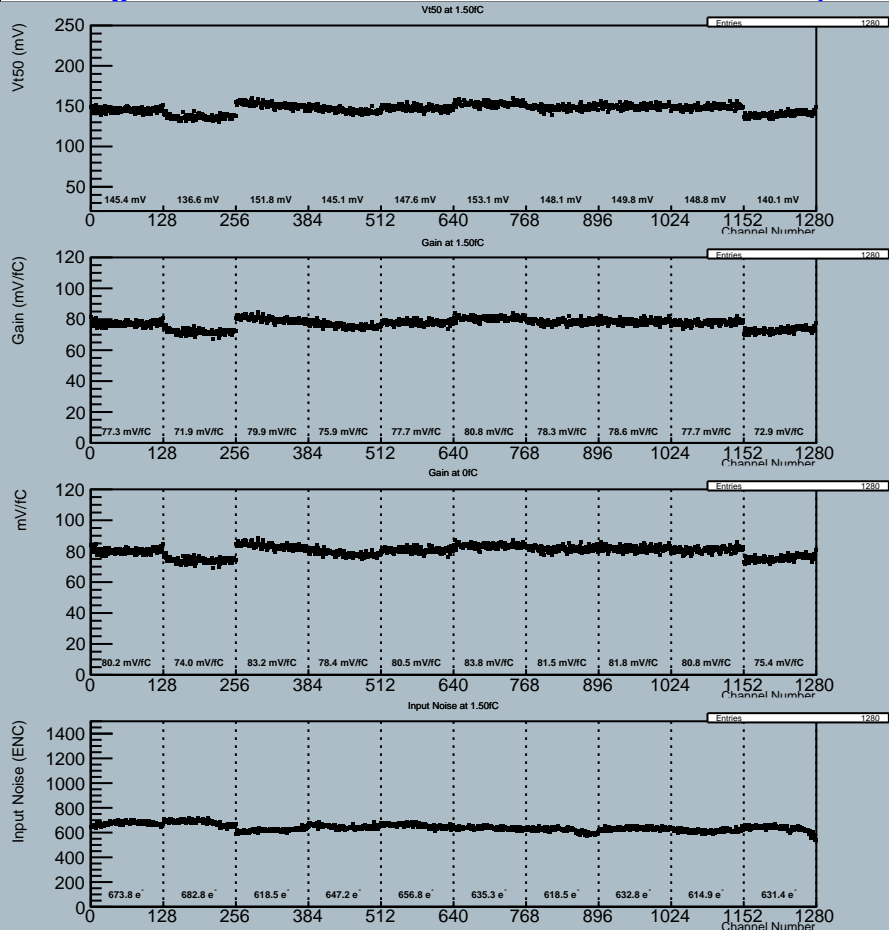 Vt50 at 1.50fC
Entries 1280
Vt50 (mV)
250
200
150
100
50
145.4 mV 136.6 mV 151.8 mV 145.1 mV 147.6 mV 153.1 mV 148.1 mV 149.8 mV 148.8 mV 140.1 mV
0 128 256 384 512 640 768 896 1024 1152 1280
Channel Number
Gain at 1.50fC
Entries 1280
Gain (mV/fC)
120
100
80
60
40
20
0
77.3 mV/fC 71.9 mV/fC 79.9 mV/fC 75.9 mV/fC 77.7 mV/fC 80.8 mV/fC 78.3 mV/fC 78.6 mV/fC 77.7 mV/fC 72.9 mV/fC
0 128 256 384 512 640 768 896 1024 1152 1280
Channel Number
Gain at 0fC
Entries 1280
mV/fC
120
100
80
60
40
20
0
80.2 mV/fC 74.0 mV/fC 83.2 mV/fC 78.4 mV/fC 80.5 mV/fC 83.8 mV/fC 81.5 mV/fC 81.8 mV/fC 80.8 mV/fC 75.4 mV/fC
0 128 256 384 512 640 768 896 1024 1152 1280
Channel Number
Input Noise at 1.50fC
Entries 1280
Input Noise (ENC)
1400
1200
1000
800
600
400
200
0
673.8 e⁻ 682.8 e⁻ 618.5 e⁻ 647.2 e⁻ 656.8 e⁻ 635.3 e⁻ 618.5 e⁻ 632.8 e⁻ 614.9 e⁻ 631.4 e⁻
0 128 256 384 512 640 768 896 1024 1152 1280
Channel Number